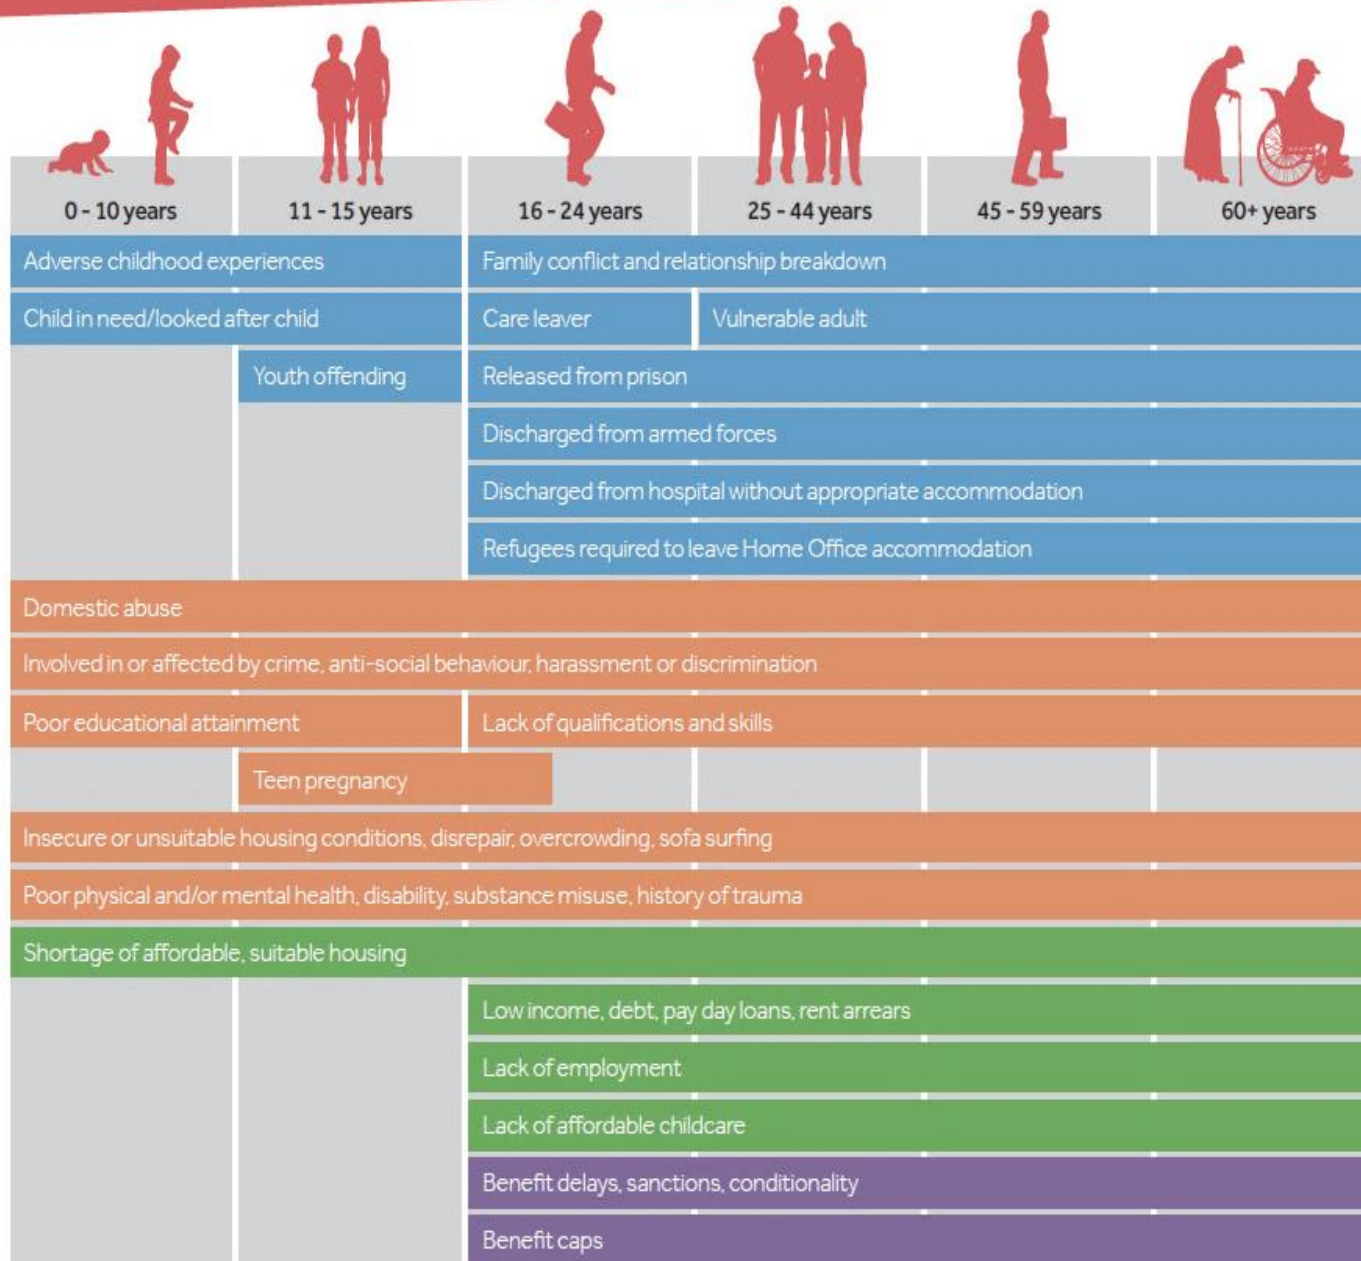 0 - 10 years 11 - 15 years 16 - 24 years 25 - 44 years 45 - 59 years 60+ years
Adverse childhood experiences Family conflict and relationship breakdown
Child in need/looked after child Care leaver Vulnerable adult
Youth offending Released from prison
Discharged from armed forces
Discharged from hospital without appropriate accommodation
Refugees required to leave Home Office accommodation
Domestic abuse
Involved in or affected by crime, anti-social behaviour, harassment or discrimination
Poor educational attainment Lack of qualifications and skills
Teen pregnancy
Insecure or unsuitable housing conditions, disrepair, overcrowding, sofa surfing
Poor physical and/or mental health, disability, substance misuse, history of trauma
Shortage of affordable, suitable housing
Low income, debt, pay day loans, rent arrears
Lack of employment
Lack of affordable childcare
Benefit delays, sanctions, conditionality
Benefit caps